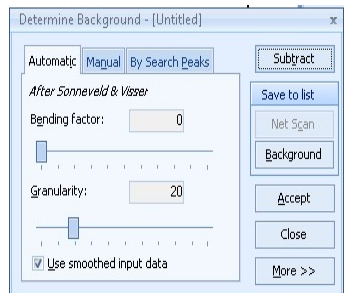 Determine Background - [Untitled] x
Automatic Manual By Search Peaks
After Sonneveld & Visser
Bending factor: 0
Granularity: 20
Use smoothed input data
Subtract
Save to list
Net Scan
Background
Accept
Close
More >>